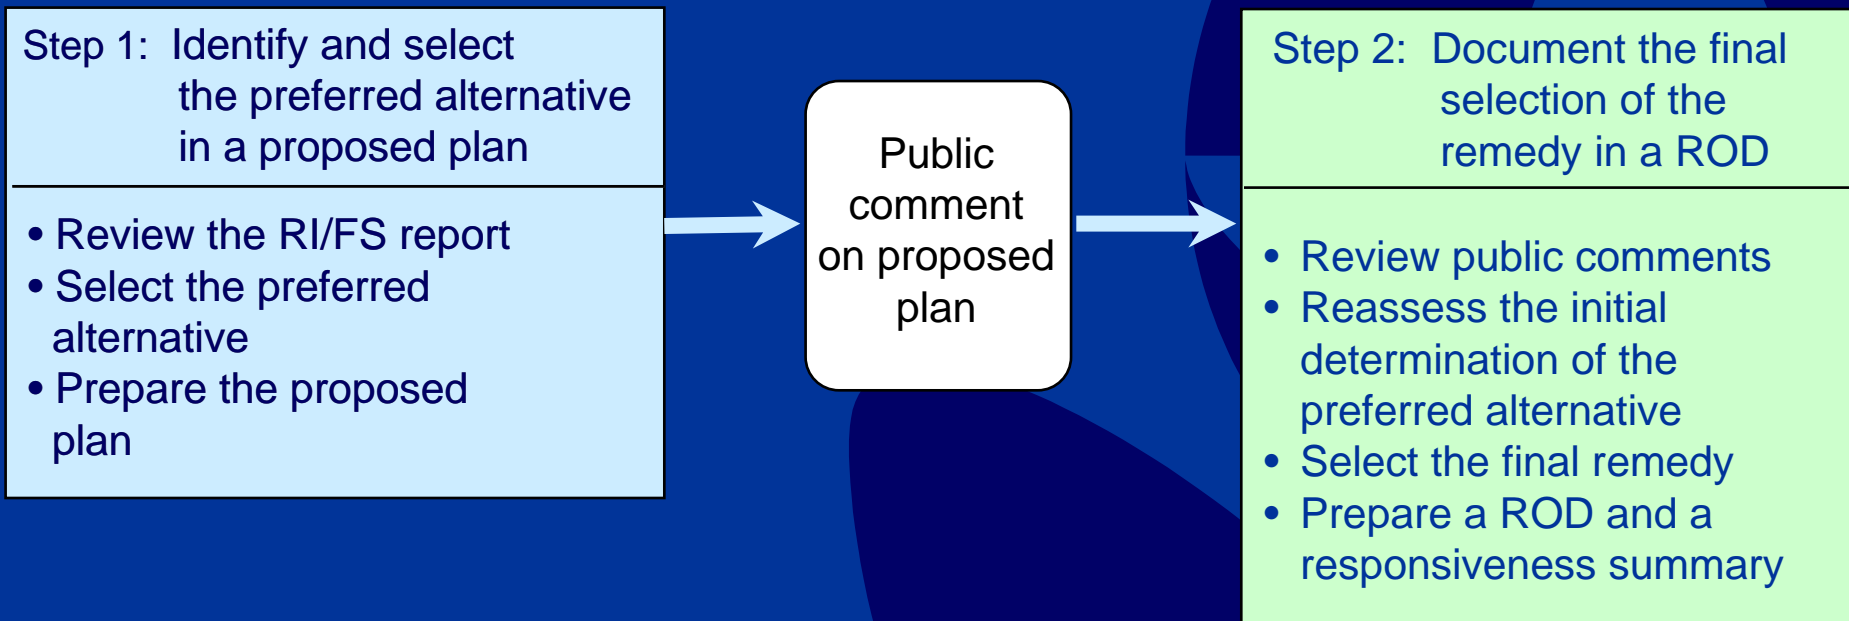 Step 1: Identify and select
the preferred alternative
in a proposed plan
• Review the RI/FS report
• Select the preferred
alternative
• Prepare the proposed
plan
Public
comment
on proposed
plan
Step 2: Document the final
selection of the
remedy in a ROD
• Review public comments
• Reassess the initial
determination of the
preferred alternative
• Select the final remedy
• Prepare a ROD and a
responsiveness summary